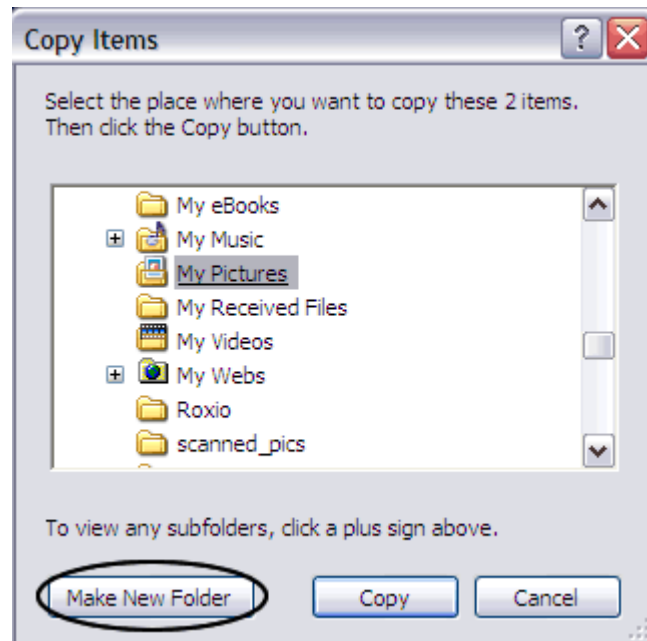 Copy Items
?
Select the place where you want to copy these 2 items.
Then click the Copy button.
My eBooks
My Music
My Pictures
My Received Files
My Videos
My Webs
Roxio
scanned_pics
To view any subfolders, click a plus sign above.
Make New Folder Copy Cancel